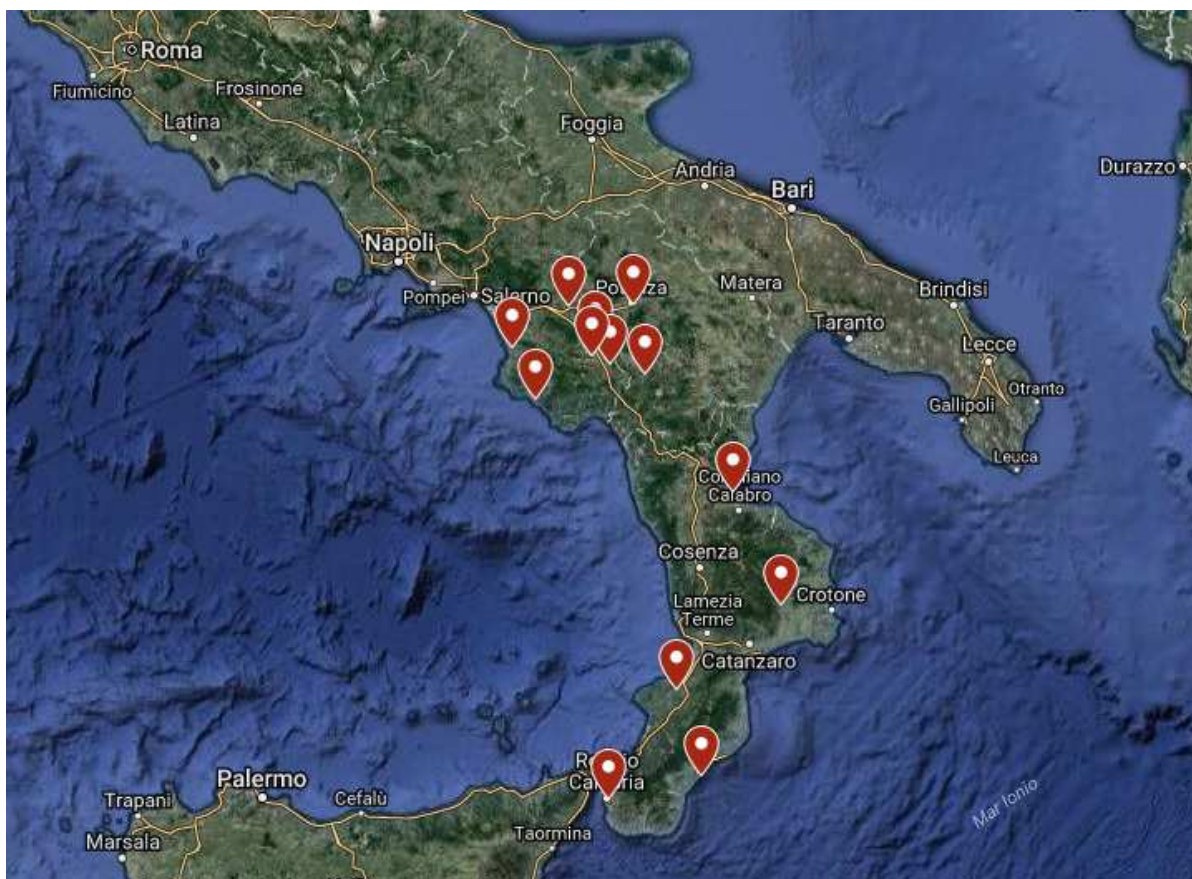 Roma
Fiumicino
Frosinone
Latina
Foggia
Andria
Bari
Durazzo
Napoli
Pompei
Salerno
Matera
Brindisi
Taranto
Lecce
Otranto
Gallipoli
Leuca
Calabro
Cosenza
Crotone
Lamezia
Terme
Catanzaro
Palermo
Cefalù
Trapani
Marsala
Taormina
Mar Ionio